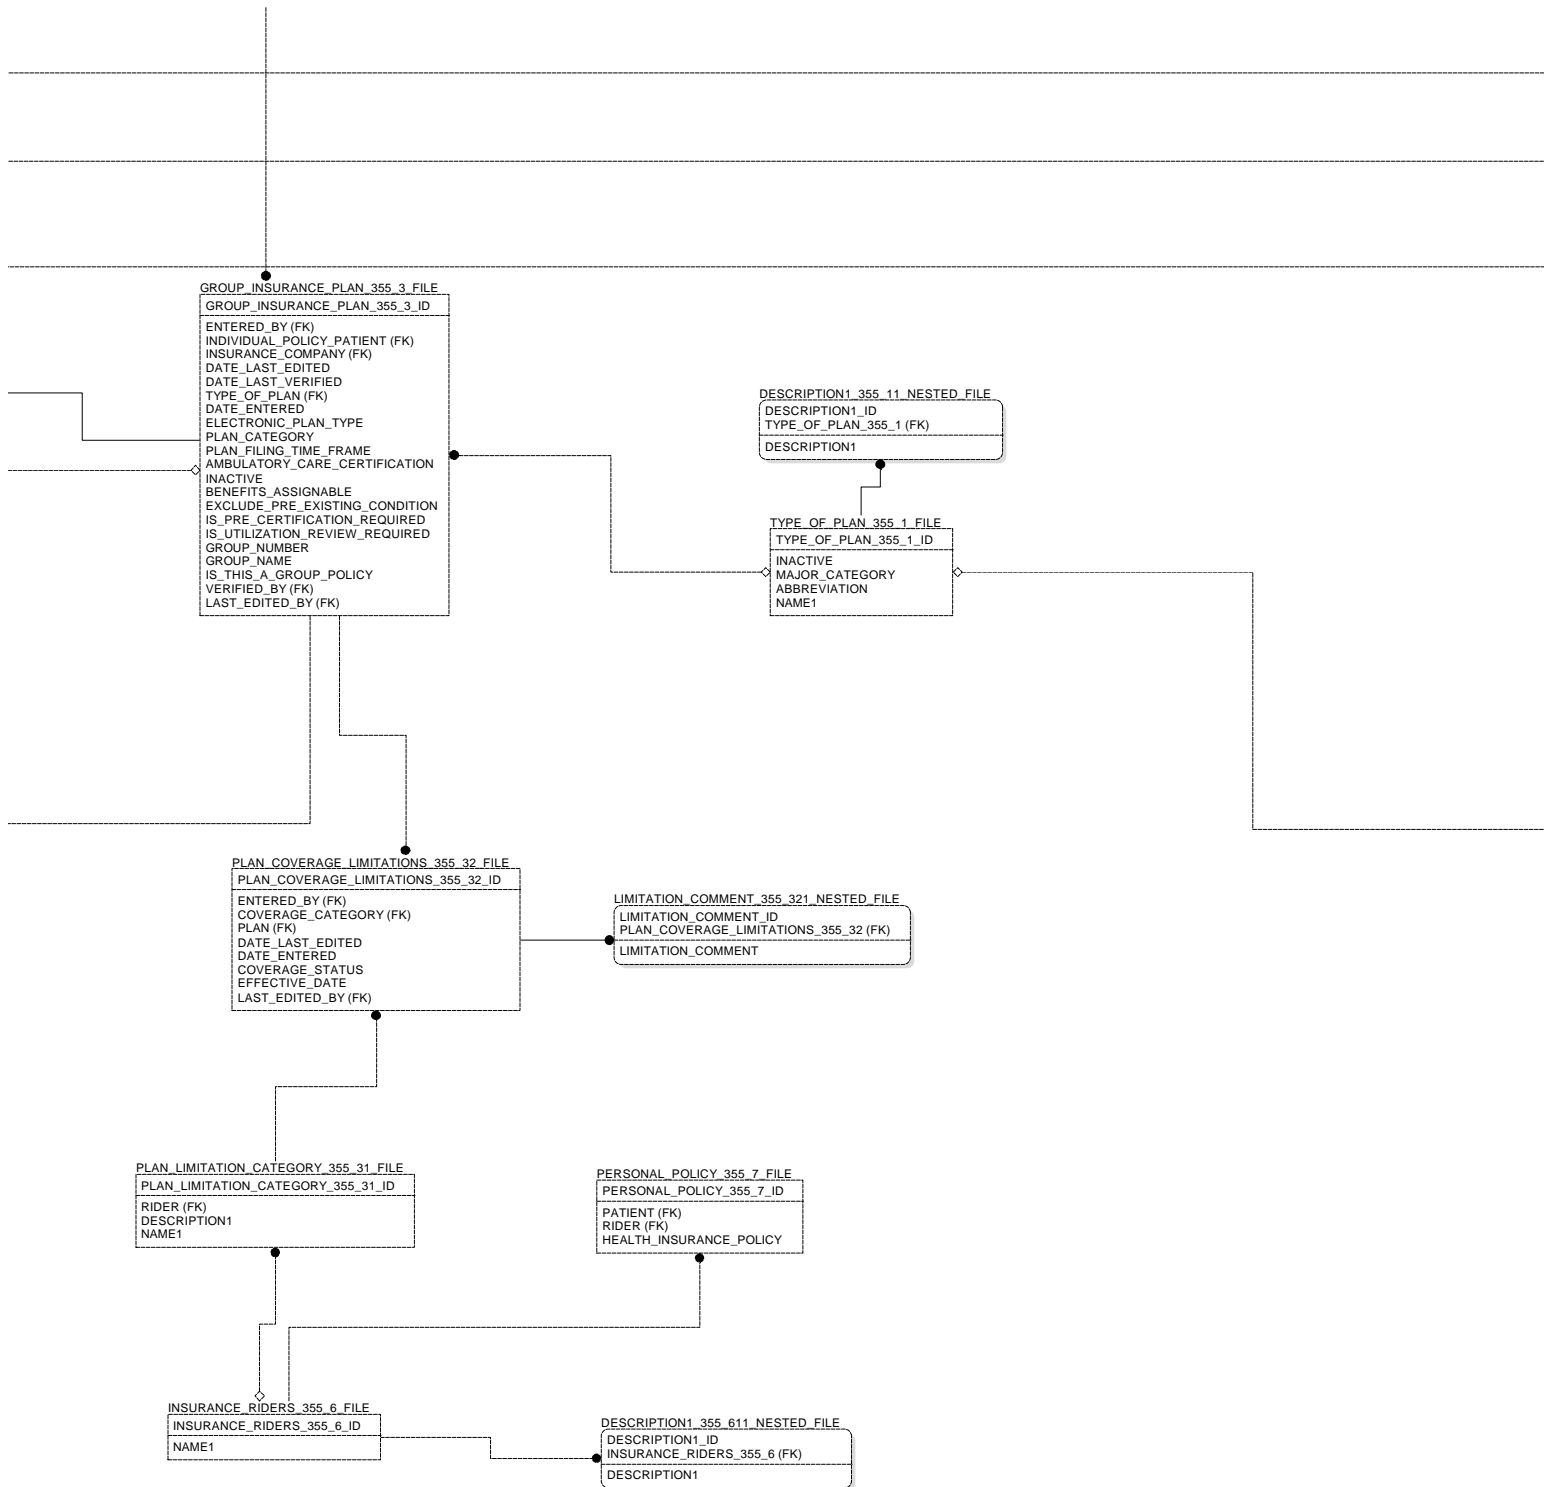 GROUP_INSURANCE_PLAN_355_3_FILE
GROUP_INSURANCE_PLAN_355_3_ID
ENTERED_BY (FK)
INDIVIDUAL_POLICY_PATIENT (FK)
INSURANCE_COMPANY (FK)
DATE_LAST_EDITED
DATE_LAST_VERIFIED
TYPE_OF_PLAN (FK)
DATE_ENTERED
ELECTRONIC_PLAN_TYPE
PLAN_CATEGORY
PLAN_FILING_TIME_FRAME
AMBULATORY_CARE_CERTIFICATION
INACTIVE
BENEFITS_ASSIGNABLE
EXCLUDE_PRE_EXISTING_CONDITION
IS_PRE_CERTIFICATION_REQUIRED
IS_UTILIZATION_REVIEW_REQUIRED
GROUP_NUMBER
GROUP_NAME
IS_THIS_A_GROUP_POLICY
VERIFIED_BY (FK)
LAST_EDITED_BY (FK)
DESCRIPTION1_355_11_NESTED_FILE
DESCRIPTION1_ID
TYPE_OF_PLAN_355_1 (FK)
DESCRIPTION1
TYPE_OF_PLAN_355_1_FILE
TYPE_OF_PLAN_355_1_ID
INACTIVE
MAJOR_CATEGORY
ABBREVIATION
NAME1
PLAN_COVERAGE_LIMITATIONS_355_32_FILE
PLAN_COVERAGE_LIMITATIONS_355_32_ID
ENTERED_BY (FK)
COVERAGE_CATEGORY (FK)
PLAN (FK)
DATE_LAST_EDITED
DATE_ENTERED
COVERAGE_STATUS
EFFECTIVE_DATE
LAST_EDITED_BY (FK)
LIMITATION_COMMENT_355_321_NESTED_FILE
LIMITATION_COMMENT_ID
PLAN_COVERAGE_LIMITATIONS_355_32 (FK)
LIMITATION_COMMENT
PLAN_LIMITATION_CATEGORY_355_31_FILE
PLAN_LIMITATION_CATEGORY_355_31_ID
RIDER (FK)
DESCRIPTION1
NAME1
PERSONAL_POLICY_355_7_FILE
PERSONAL_POLICY_355_7_ID
PATIENT (FK)
RIDER (FK)
HEALTH_INSURANCE_POLICY
INSURANCE_RIDERS_355_6_FILE
INSURANCE_RIDERS_355_6_ID
NAME1
DESCRIPTION1_355_611_NESTED_FILE
DESCRIPTION1_ID
INSURANCE_RIDERS_355_6 (FK)
DESCRIPTION1